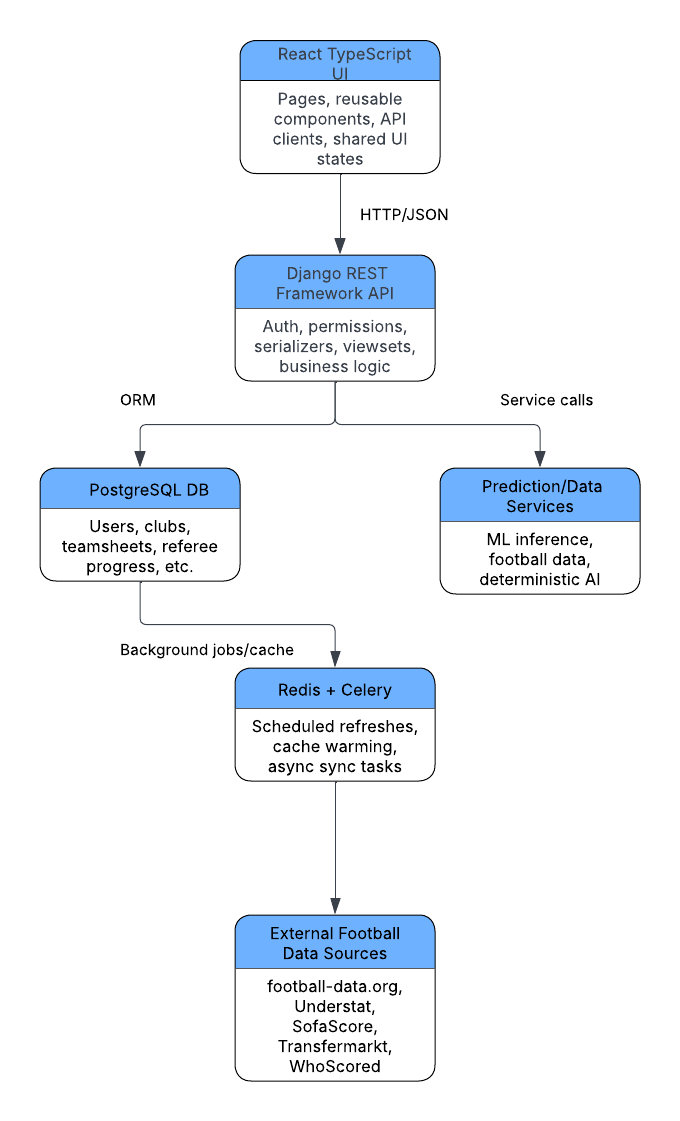 React TypeScript
UI
Pages, reusable
components, API
clients, shared UI
states
HTTP/JSON
Django REST
Framework API
Auth, permissions,
serializers, viewsets,
business logic
ORM
Service calls
PostgreSQL DB
Users, clubs,
teamsheets, referee
progress, etc.
Prediction/Data
Services
ML inference,
football data,
deterministic AI
Background jobs/cache
Redis + Celery
Scheduled refreshes,
cache warming,
async sync tasks
External Football
Data Sources
football-data.org,
Understat,
SofaScore,
Transfermarkt,
WhoScored